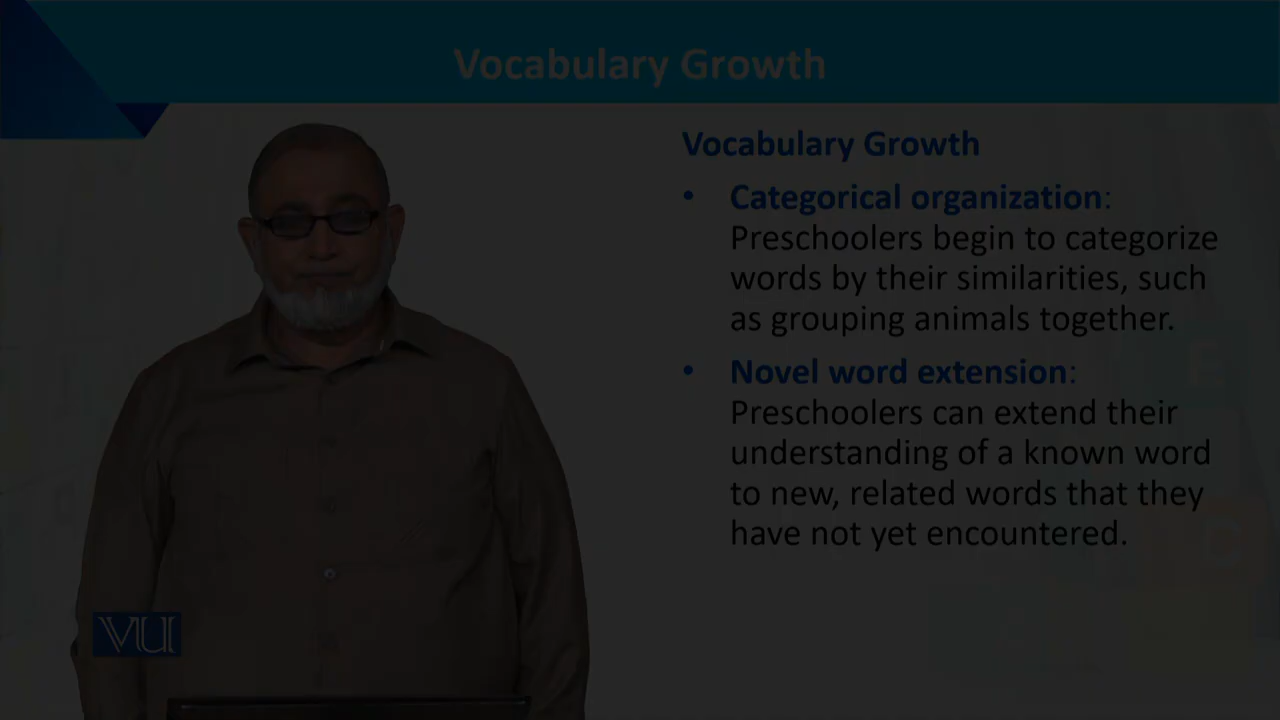 Vocabulary Growth
Vocabulary Growth
• Categorical organization:
Preschoolers begin to categorize
words by their similarities, such
as grouping animals together.
• Novel word extension:
Preschoolers can extend their
understanding of a known word
to new, related words that they
have not yet encountered.
E
C
VU